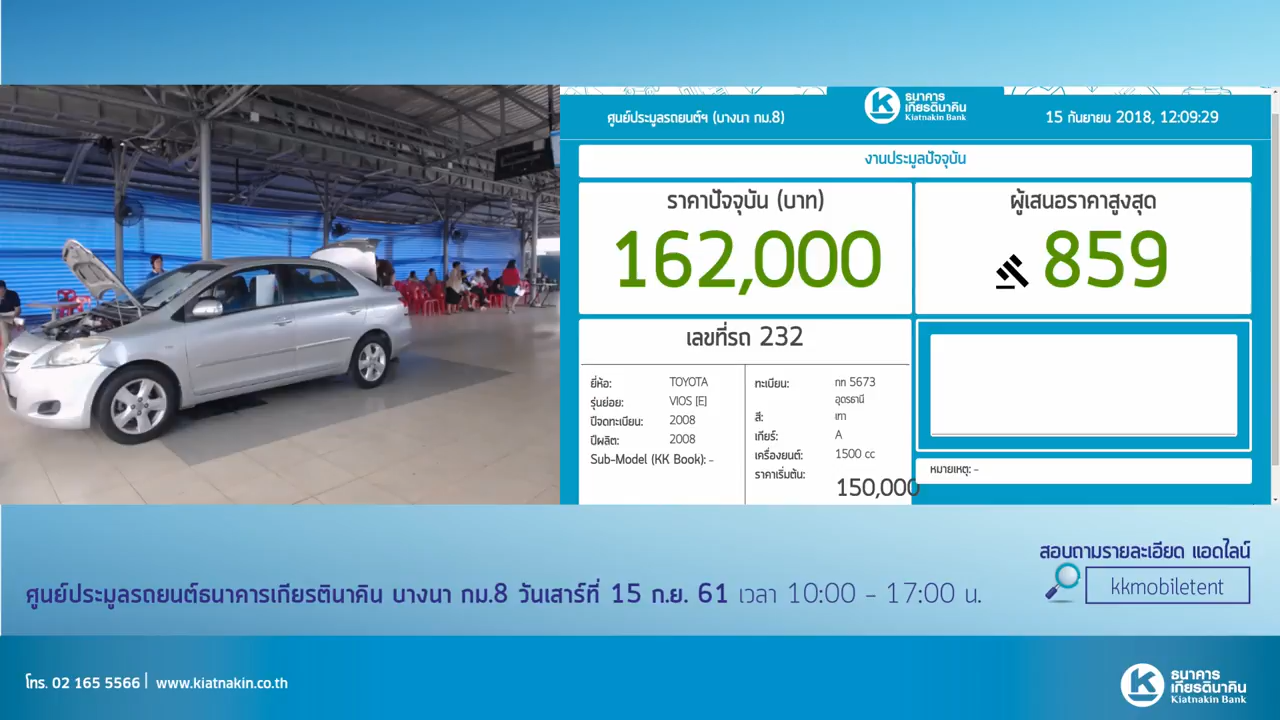 ศูนย์ประมูลรถยนต์ฯ (บางนา กม.8)
ธนาคาร
เกียรตินาคิน
Kiatnakin Bank
15 กันยายน 2018, 12:09:29
งานประมูลปัจจุบัน
ราคาปัจจุบัน (บาท)
162,000
ผู้เสนอราคาสูงสุด
859
เลขที่รถ 232
ยี่ห้อ: TOYOTA
รุ่นย่อย: VIOS [E]
ปีจดทะเบียน: 2008
ปีผลิต: 2008
Sub-Model (KK Book): -
ทะเบียน: กท 5673
อุดรธานี
สี: เทา
เกียร์: A
เครื่องยนต์: 1500 cc
ราคาเริ่มต้น: 150,000
หมายเหตุ: -
สอบถามรายละเอียด แอดไลน์
kkmobiletent
ศูนย์ประมูลรถยนต์ธนาคารเกียรตินาคิน บางนา กม.8 วันเสาร์ที่ 15 ก.ย. 61 เวลา 10:00 - 17:00 น.
โทร. 02 165 5566 | www.kiatnakin.co.th
ธนาคาร
เกียรตินาคิน
Kiatnakin Bank